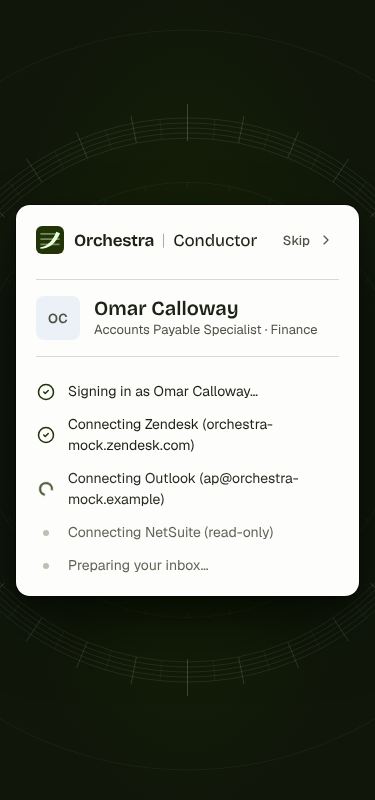 Orchestra | Conductor
Skip
OC
Omar Calloway
Accounts Payable Specialist · Finance
Signing in as Omar Calloway…
Connecting Zendesk (orchestra-
mock.zendesk.com)
Connecting Outlook (ap@orchestra-
mock.example)
Connecting NetSuite (read-only)
Preparing your inbox…